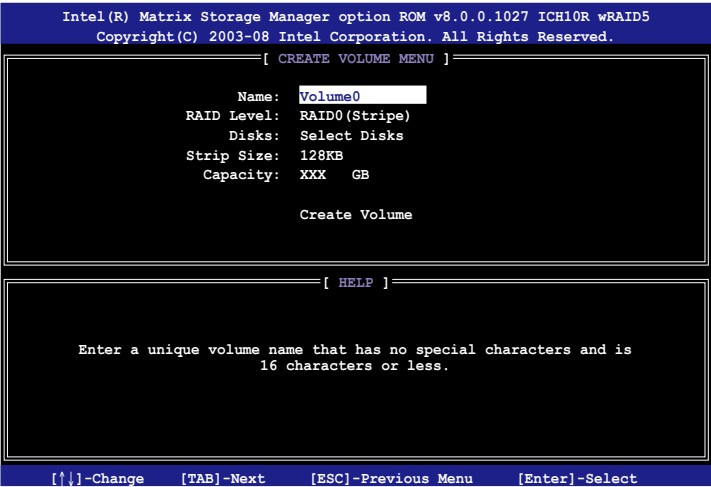 Intel(R) Matrix Storage Manager option ROM v8.0.0.1027 ICH10R wRAID5
Copyright(C) 2003-08 Intel Corporation. All Rights Reserved.
[ CREATE VOLUME MENU ]
Name: Volume0
RAID Level: RAID0(Stripe)
Disks: Select Disks
Strip Size: 128KB
Capacity: XXX GB
Create Volume
[ HELP ]
Enter a unique volume name that has no special characters and is
16 characters or less.
[↑↓]-Change [TAB]-Next [ESC]-Previous Menu [Enter]-Select